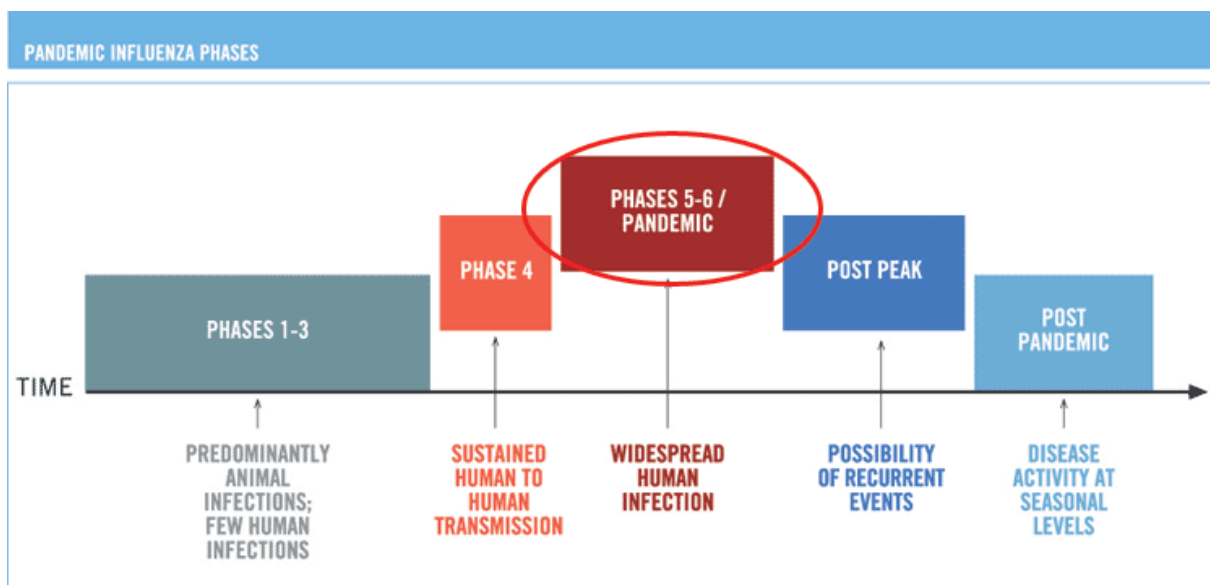 PANDEMIC INFLUENZA PHASES
PHASES 5-6 /
PANDEMIC
PHASE 4
POST PEAK
PHASES 1-3
POST
PANDEMIC
TIME
PREDOMINANTLY
ANIMAL
INFECTIONS;
FEW HUMAN
INFECTIONS
SUSTAINED
HUMAN TO
HUMAN
TRANSMISSION
WIDESPREAD
HUMAN
INFECTION
POSSIBILITY
OF RECURRENT
EVENTS
DISEASE
ACTIVITY AT
SEASONAL
LEVELS